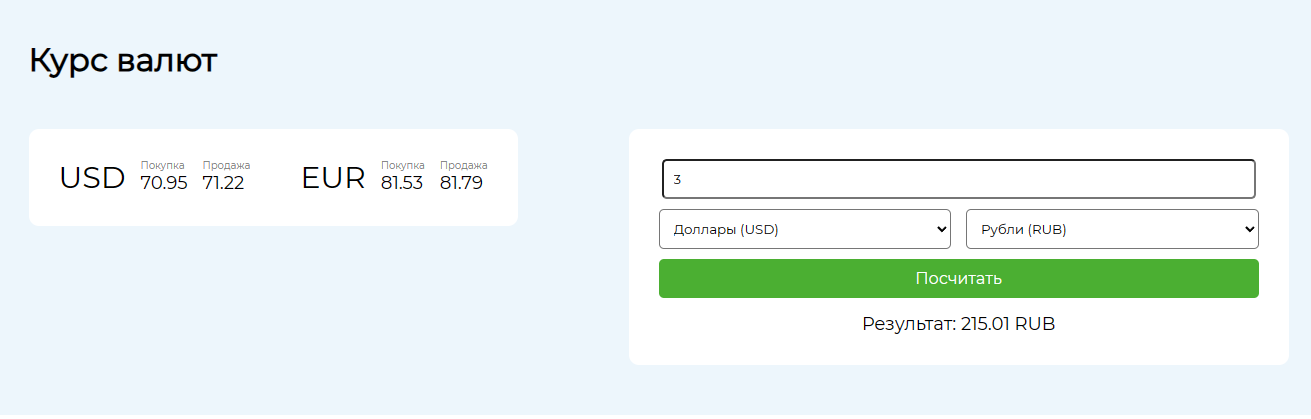 Курс валют
USD Покупка 70.95 Продажа 71.22 EUR Покупка 81.53 Продажа 81.79
3
Доллары (USD) Рубли (RUB)
Посчитать
Результат: 215.01 RUB